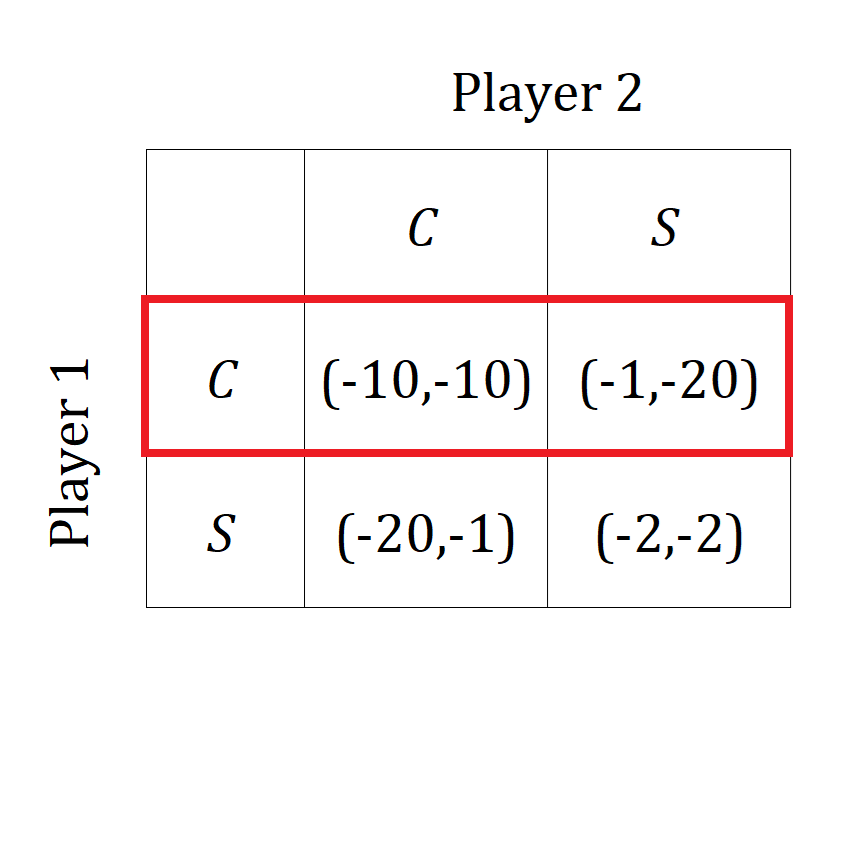 Player 2
C S
Player 1
C (-10,-10) (-1,-20)
S (-20,-1) (-2,-2)